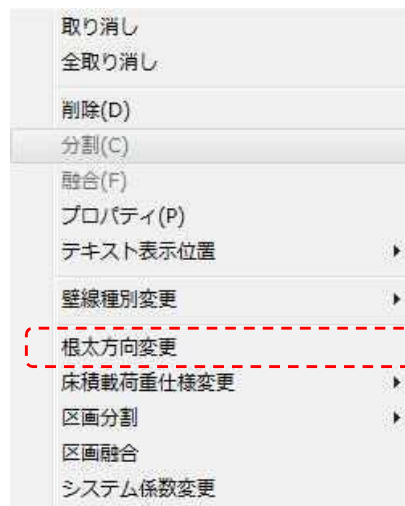 取り消し
全取り消し
削除(D)
分割(C)
融合(F)
プロパティ(P)
テキスト表示位置
壁線種別変更
根太方向変更
床積載荷重仕様変更
区画分割
区画融合
システム係数変更